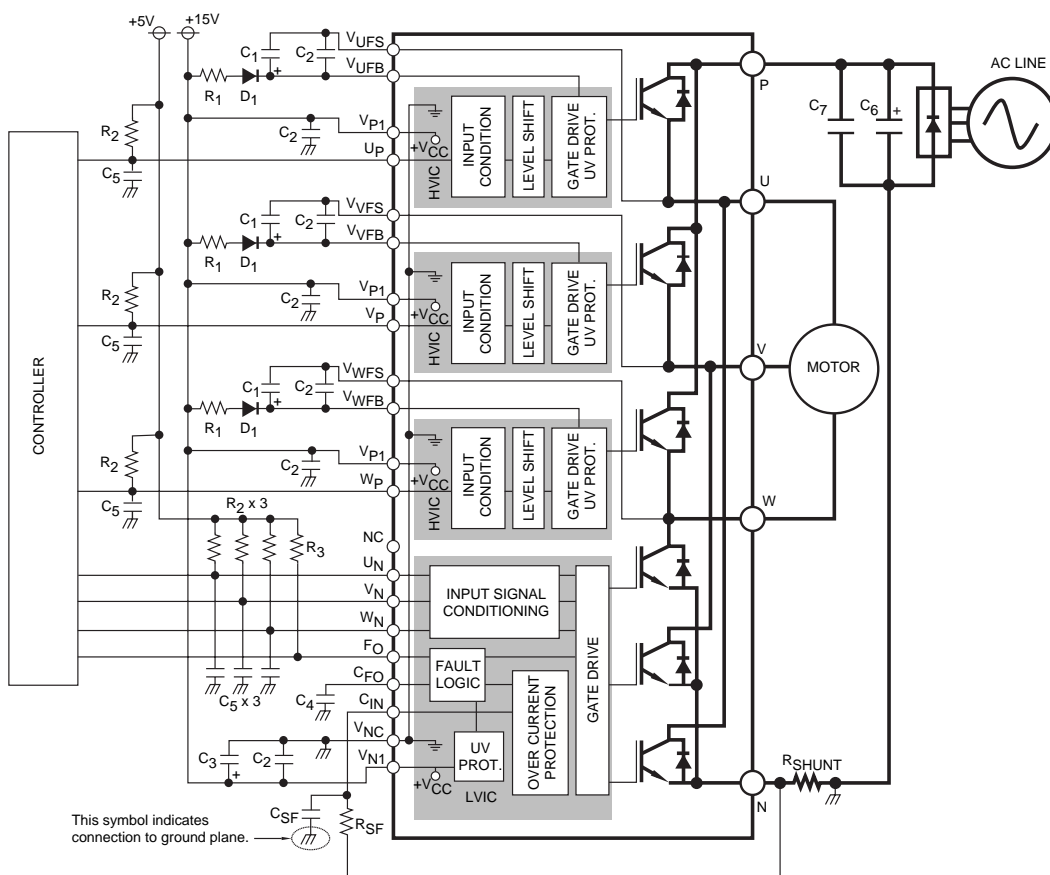 +5V +15V
C1 C2 VUFS
VUFB
R1 D1
VP1
C2
R2 UP
C5
+VCC
HVIC
INPUT CONDITION
LEVEL SHIFT
GATE DRIVE UV PROT.
P
C7 C6 +
AC LINE
U
C1 + C2 VVFS
VVFB
R1 D1
VP1
C2
R2 VP
C5
+VCC
HVIC
INPUT CONDITION
LEVEL SHIFT
GATE DRIVE UV PROT.
V
MOTOR
CONTROLLER
C1 + C2 VWFS
VWFB
R1 D1
VP1
C2
R2 WP
C5
+VCC
HVIC
INPUT CONDITION
LEVEL SHIFT
GATE DRIVE UV PROT.
W
R2 x 3
R3
NC
UN
VN
WN
FO
CFO
CIN
VNC
VN1
C5 x 3
C4
C3 + C2
INPUT SIGNAL
CONDITIONING
FAULT
LOGIC
UV
PROT.
+VCC
LVIC
OVER CURRENT
PROTECTION
GATE DRIVE
RSHUNT
N
CSF
RSF
This symbol indicates
connection to ground plane.